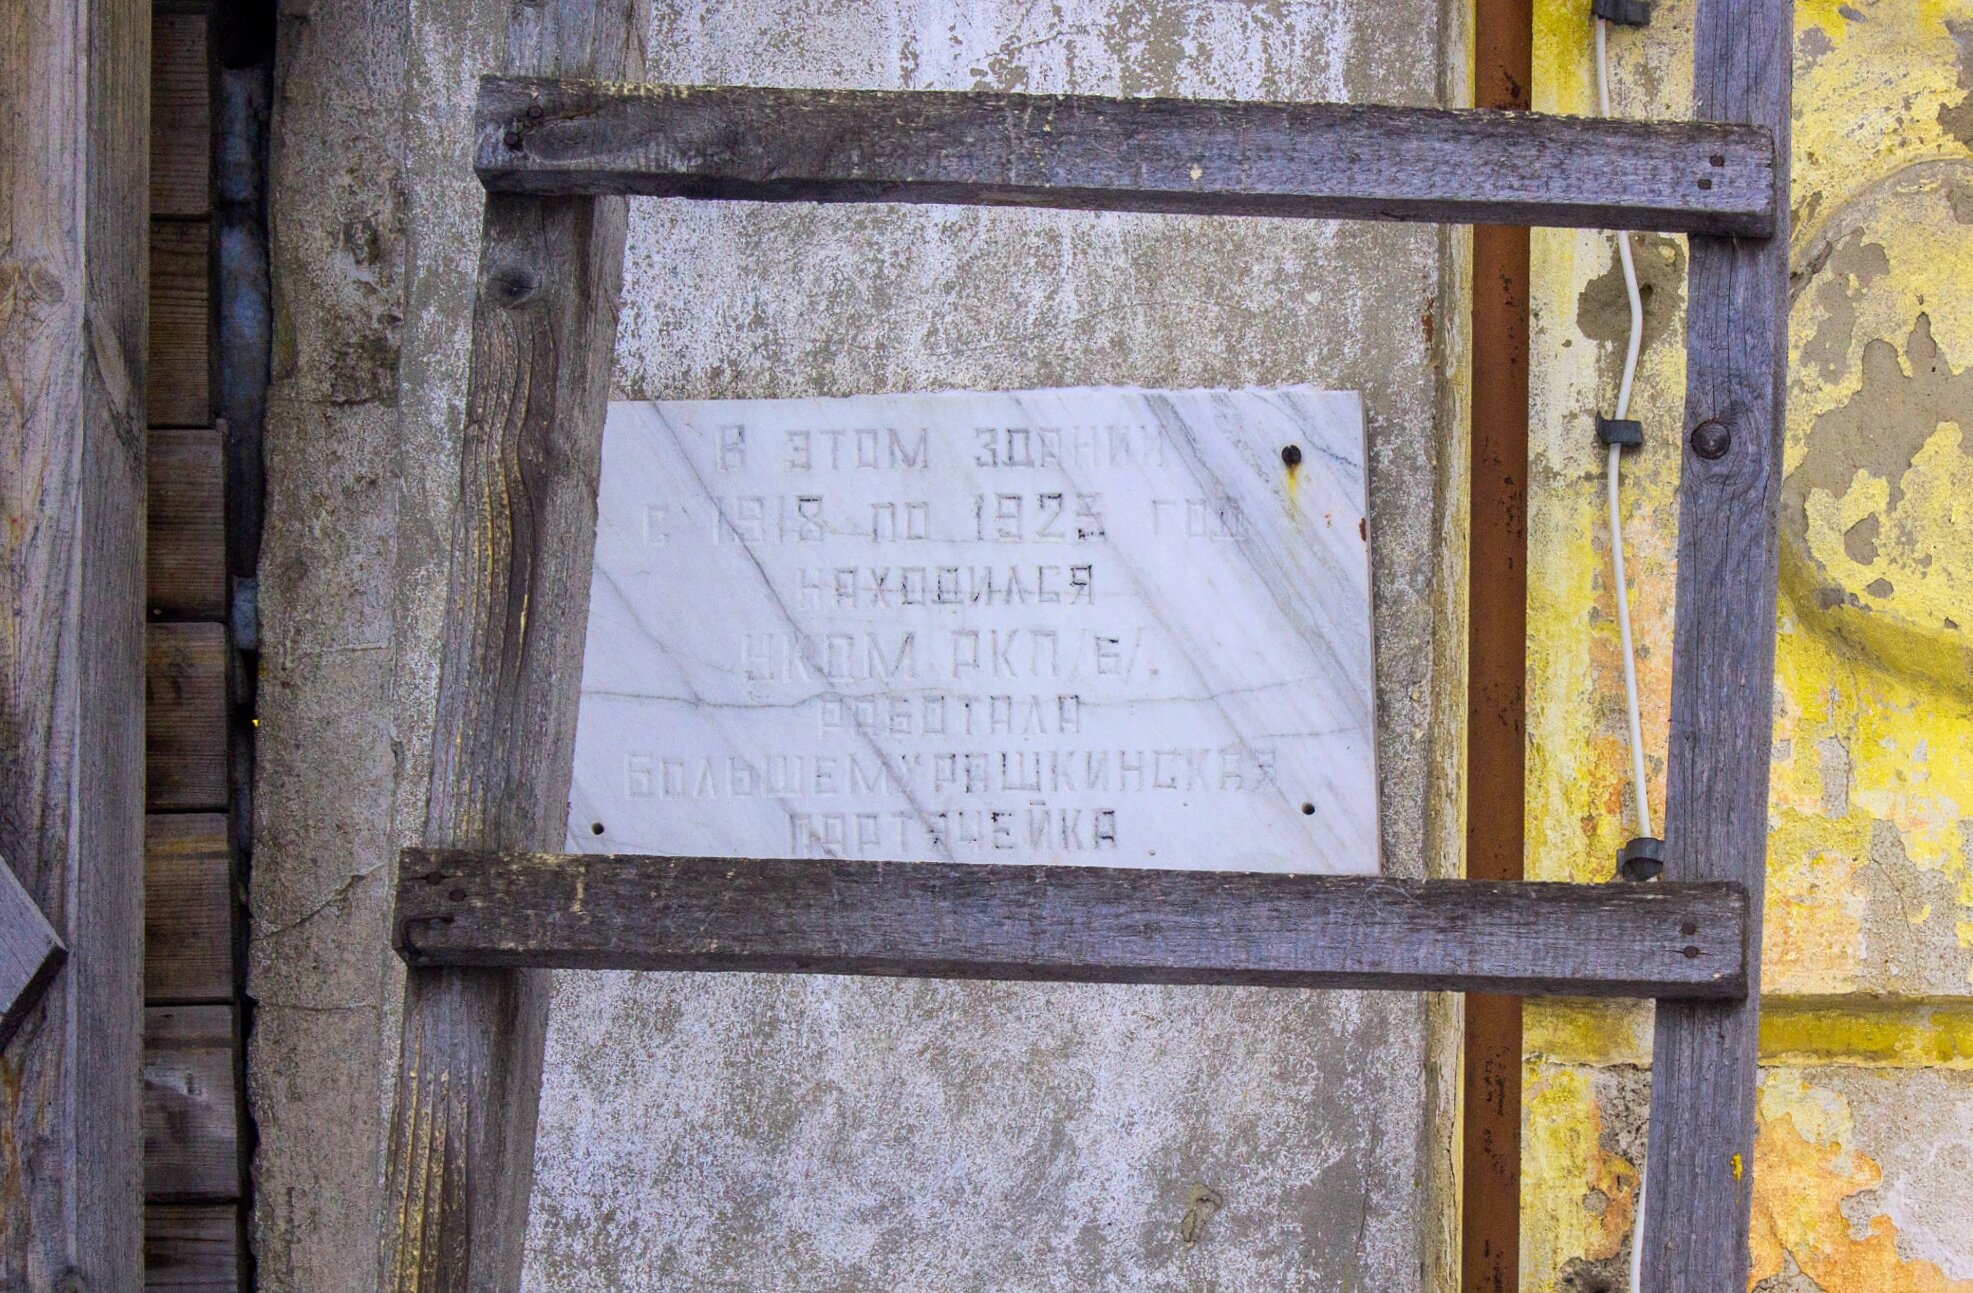 В ЭТОМ ЗДАНИИ
С 1918 ПО 1923 ГОД
НАХОДИЛСЯ
УКОМ РКП/б/.
РАБОТАЛА
БОЛЬШЕМУРАШКИНСКАЯ
ПАРТЯЧЕЙКА